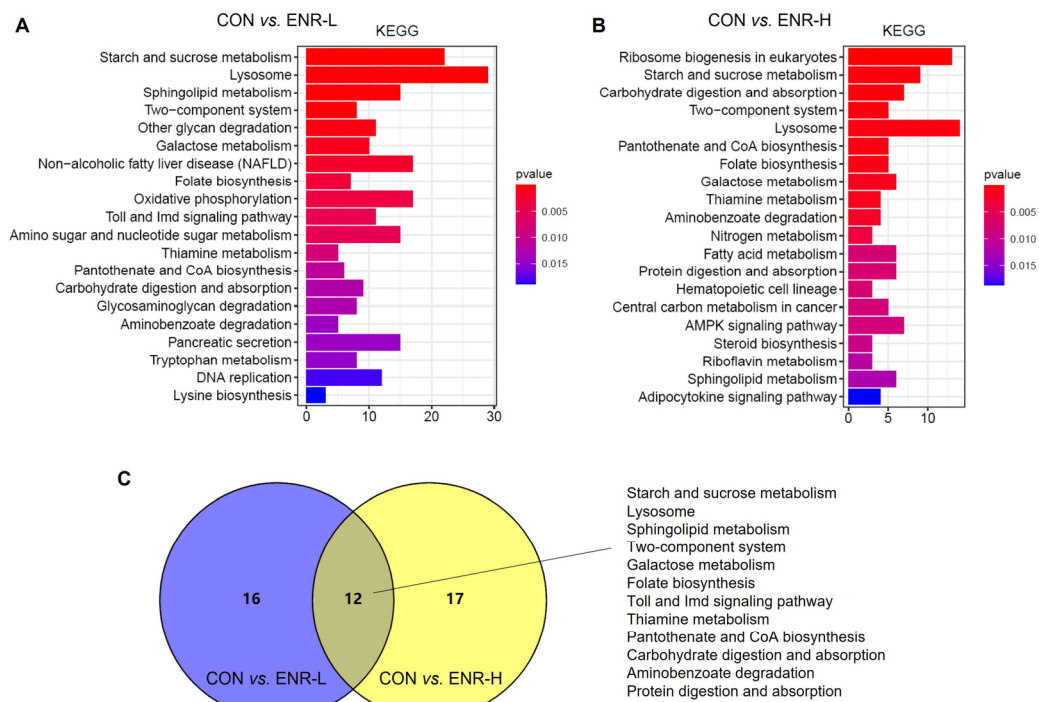 A
CON vs. ENR-L
KEGG
Starch and sucrose metabolism
Lysosome
Sphingolipid metabolism
Two−component system
Other glycan degradation
Galactose metabolism
Non−alcoholic fatty liver disease (NAFLD)
Folate biosynthesis
Oxidative phosphorylation
Toll and Imd signaling pathway
Amino sugar and nucleotide sugar metabolism
Thiamine metabolism
Pantothenate and CoA biosynthesis
Carbohydrate digestion and absorption
Glycosaminoglycan degradation
Aminobenzoate degradation
Pancreatic secretion
Tryptophan metabolism
DNA replication
Lysine biosynthesis
0 10 20 30
pvalue
0.005
0.010
0.015
B
CON vs. ENR-H
KEGG
Ribosome biogenesis in eukaryotes
Starch and sucrose metabolism
Carbohydrate digestion and absorption
Two−component system
Lysosome
Pantothenate and CoA biosynthesis
Folate biosynthesis
Galactose metabolism
Thiamine metabolism
Aminobenzoate degradation
Nitrogen metabolism
Fatty acid metabolism
Protein digestion and absorption
Hematopoietic cell lineage
Central carbon metabolism in cancer
AMPK signaling pathway
Steroid biosynthesis
Riboflavin metabolism
Sphingolipid metabolism
Adipocytokine signaling pathway
0 5 10
pvalue
0.005
0.010
0.015
C
16
12
17
CON vs. ENR-L
CON vs. ENR-H
Starch and sucrose metabolism
Lysosome
Sphingolipid metabolism
Two-component system
Galactose metabolism
Folate biosynthesis
Toll and Imd signaling pathway
Thiamine metabolism
Pantothenate and CoA biosynthesis
Carbohydrate digestion and absorption
Aminobenzoate degradation
Protein digestion and absorption